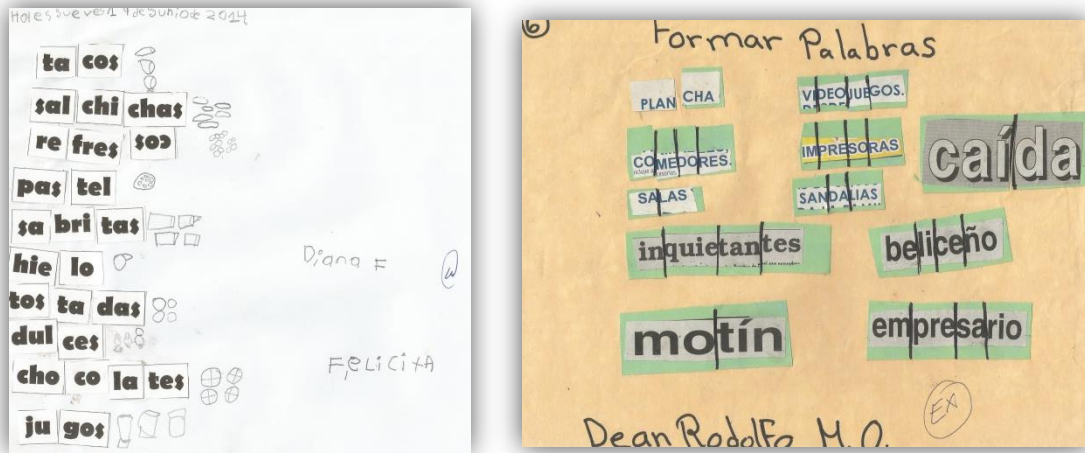 ta cos
sal chi chas
re fres cos
pas tel
sa bri tas
hie lo
tos ta das
dul ces
cho co la tes
ju gos
Diana F
FeLiCitA
6
Formar Palabras
PLAN CHA
VIDEOJUEGOS.
COMEDORES.
IMPRESORAS
caída
SALAS
SANDALIAS
inquietantes
beliceño
motín
empresario
EX
Dean Rodolfo M.O.